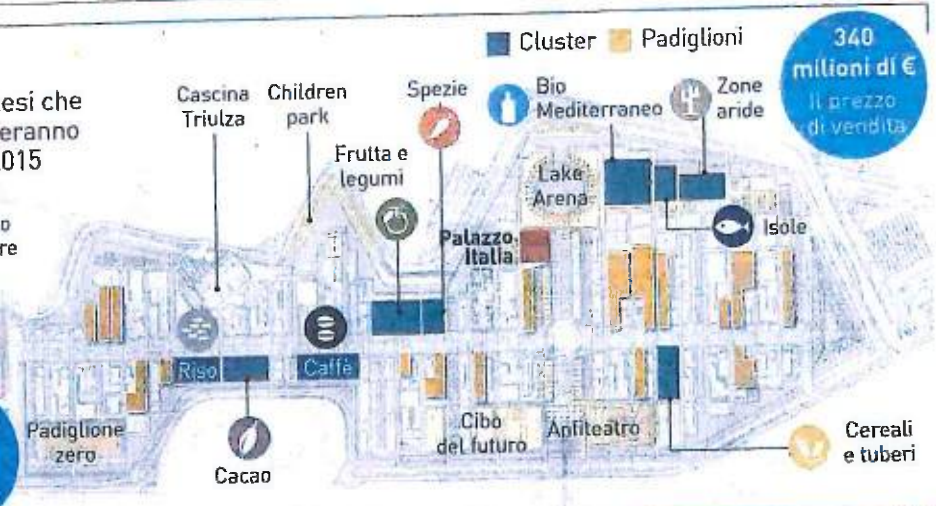 Cluster
Padiglioni
340
milioni di €
Il prezzo
di vendita
esi che
eranno
2015
o
re
Cascina
Triulza
Children
park
Frutta e
legumi
Spezie
Bio
Mediterraneo
Zone
aride
Lake
Arena
Isole
Palazzo
Italia
Riso
Caffè
Padiglione
zero
Cacao
Cibo
del futuro
Anfiteatro
Cereali
e tuberi